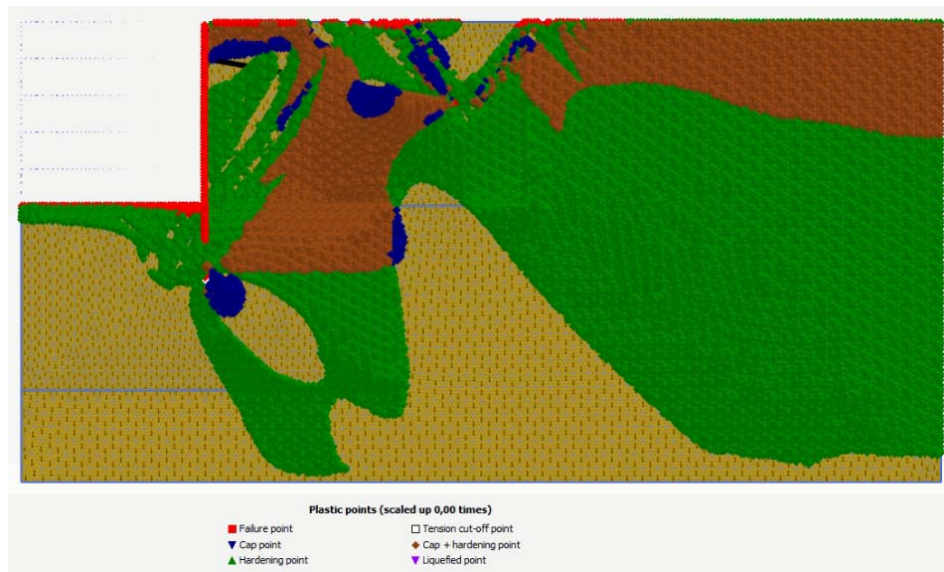 Plastic points (scaled up 0,00 times)
Failure point
Tension cut-off point
Cap point
Cap + hardening point
Hardening point
Liquefied point